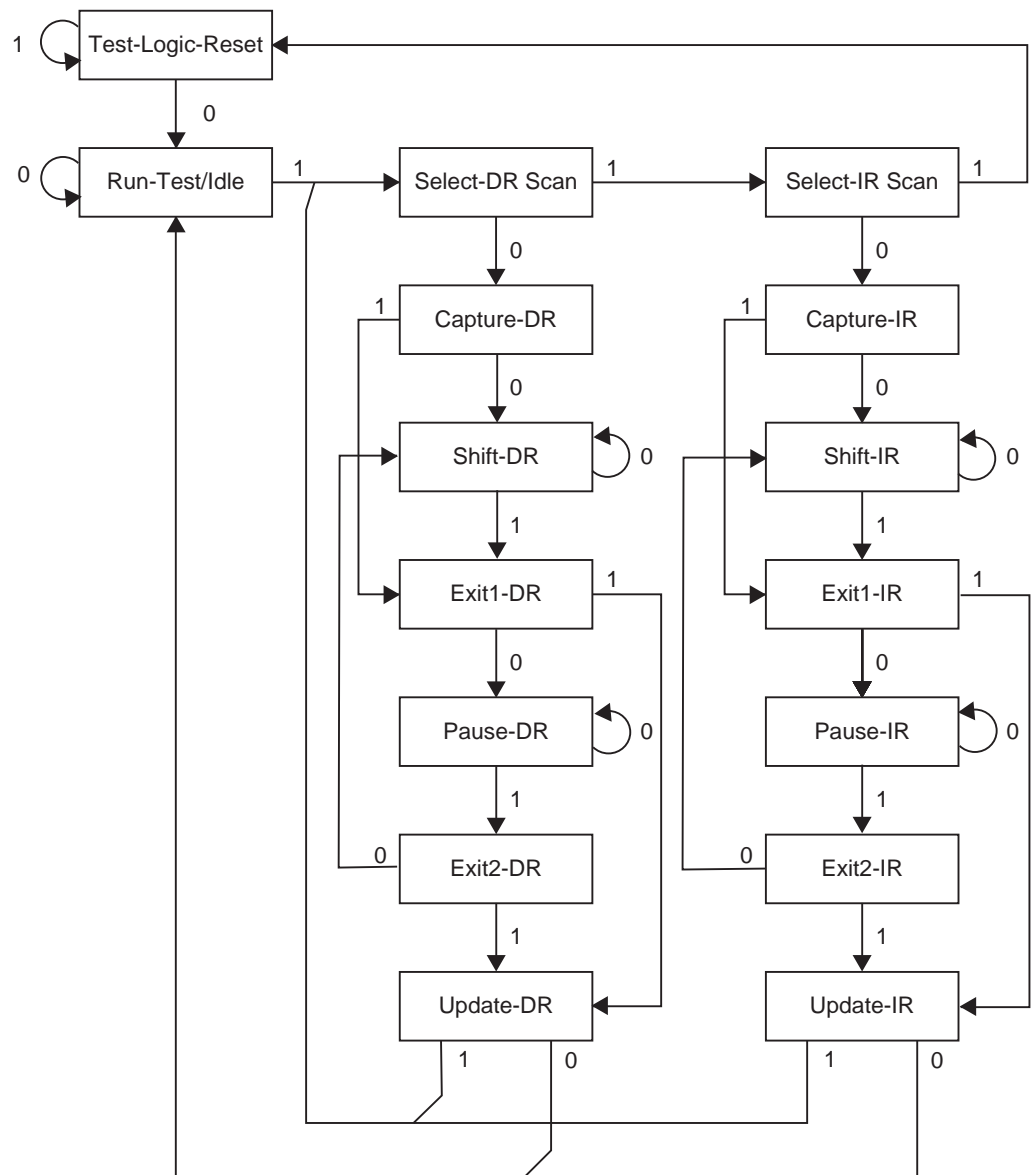 1 Test-Logic-Reset
0
0 Run-Test/Idle 1 Select-DR Scan 1 Select-IR Scan 1
0 0
1 Capture-DR 1 Capture-IR
0 0
Shift-DR 0 Shift-IR 0
1 1
Exit1-DR 1 Exit1-IR 1
0 0
Pause-DR 0 Pause-IR 0
1 1
0 Exit2-DR 0 Exit2-IR
1 1
Update-DR Update-IR
1 0 1 0